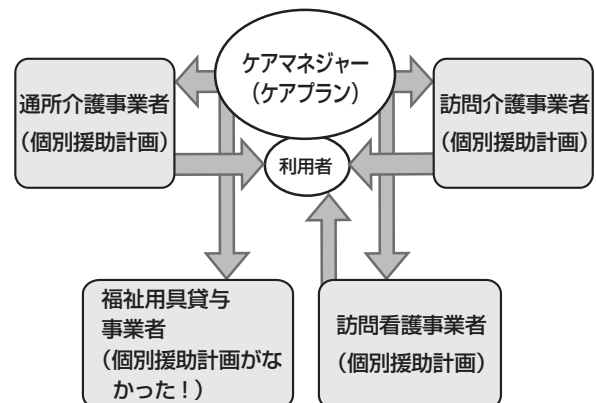 ケアマネジャー
（ケアプラン）
通所介護事業者
（個別援助計画）
訪問介護事業者
（個別援助計画）
利用者
福祉用具貸与
事業者
（個別援助計画がな
かった！）
訪問看護事業者
（個別援助計画）